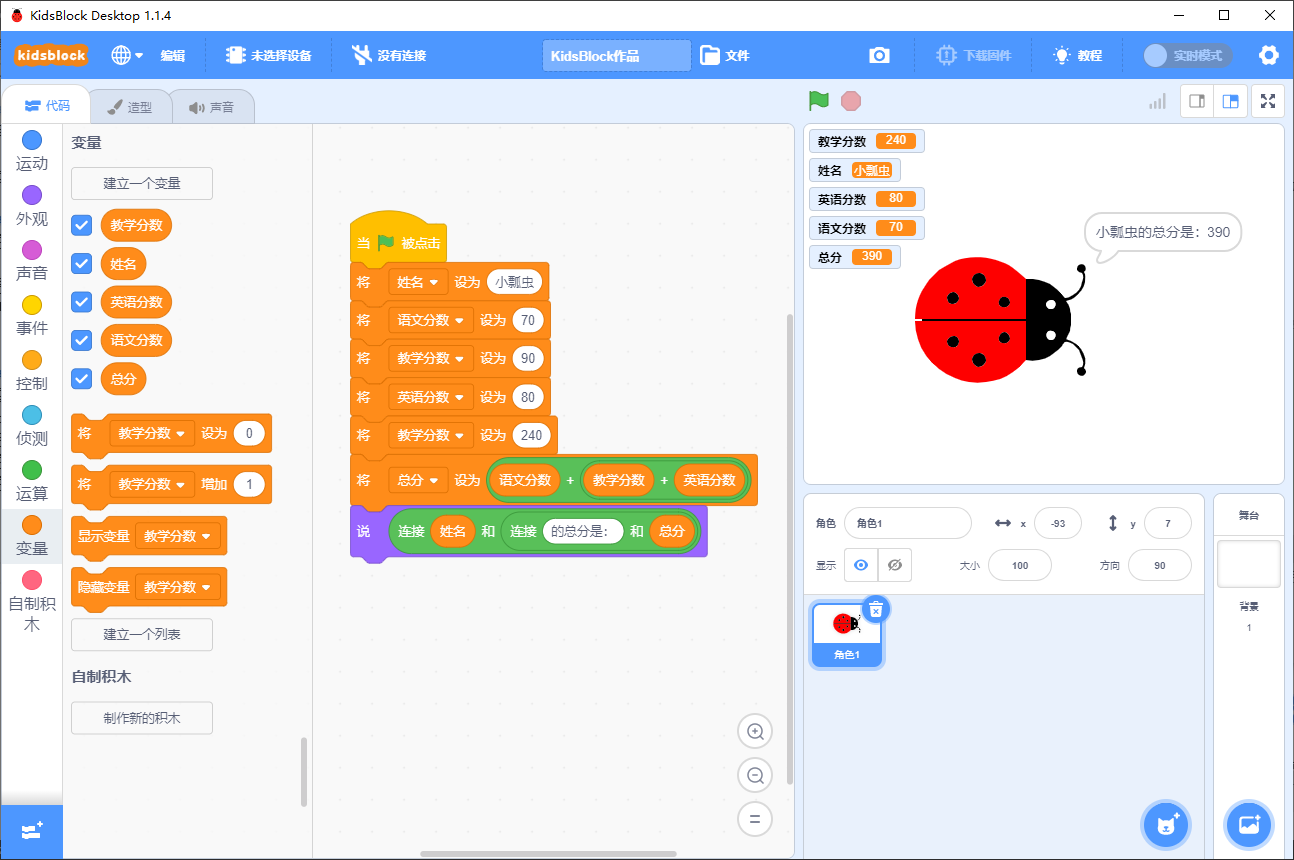 KidsBlock Desktop 1.1.4
kidsblock 编辑 未选择设备 没有连接 KidsBlock作品 文件 下载固件 教程 实时模式
代码 造型 声音
运动
外观
声音
事件
控制
侦测
运算
变量
自制积
木
变量
建立一个变量
教学分数
姓名
英语分数
语文分数
总分
将 教学分数 设为 0
将 教学分数 增加 1
显示变量 教学分数
隐藏变量 教学分数
建立一个列表
自制积木
制作新的积木
当 被点击
将 姓名 设为 小瓢虫
将 语文分数 设为 70
将 教学分数 设为 90
将 英语分数 设为 80
将 教学分数 设为 240
将 总分 设为 语文分数 + 教学分数 + 英语分数
说 连接 姓名 和 连接 的总分是： 和 总分
教学分数 240
姓名 小瓢虫
英语分数 80
语文分数 70
总分 390
小瓢虫的总分是：390
角色 角色1 x -93 y 7
显示 大小 100 方向 90
角色1
舞台
背景
1